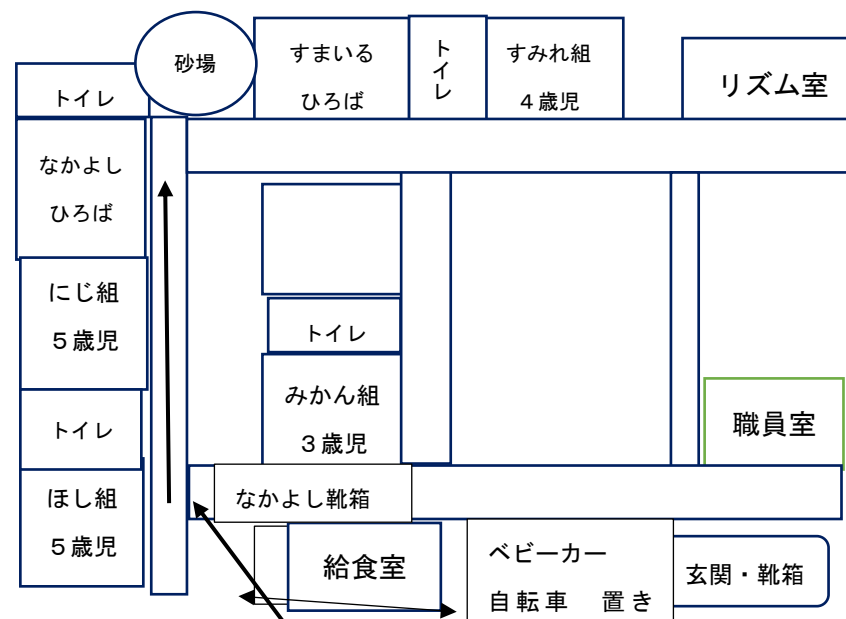 砂場
すまいる
ひろば
トイレ
すみれ組
４歳児
リズム室
トイレ
なかよし
ひろば
にじ組
５歳児
トイレ
みかん組
３歳児
トイレ
職員室
ほし組
５歳児
なかよし靴箱
給食室
ベビーカー
自転車　置き
玄関・靴箱